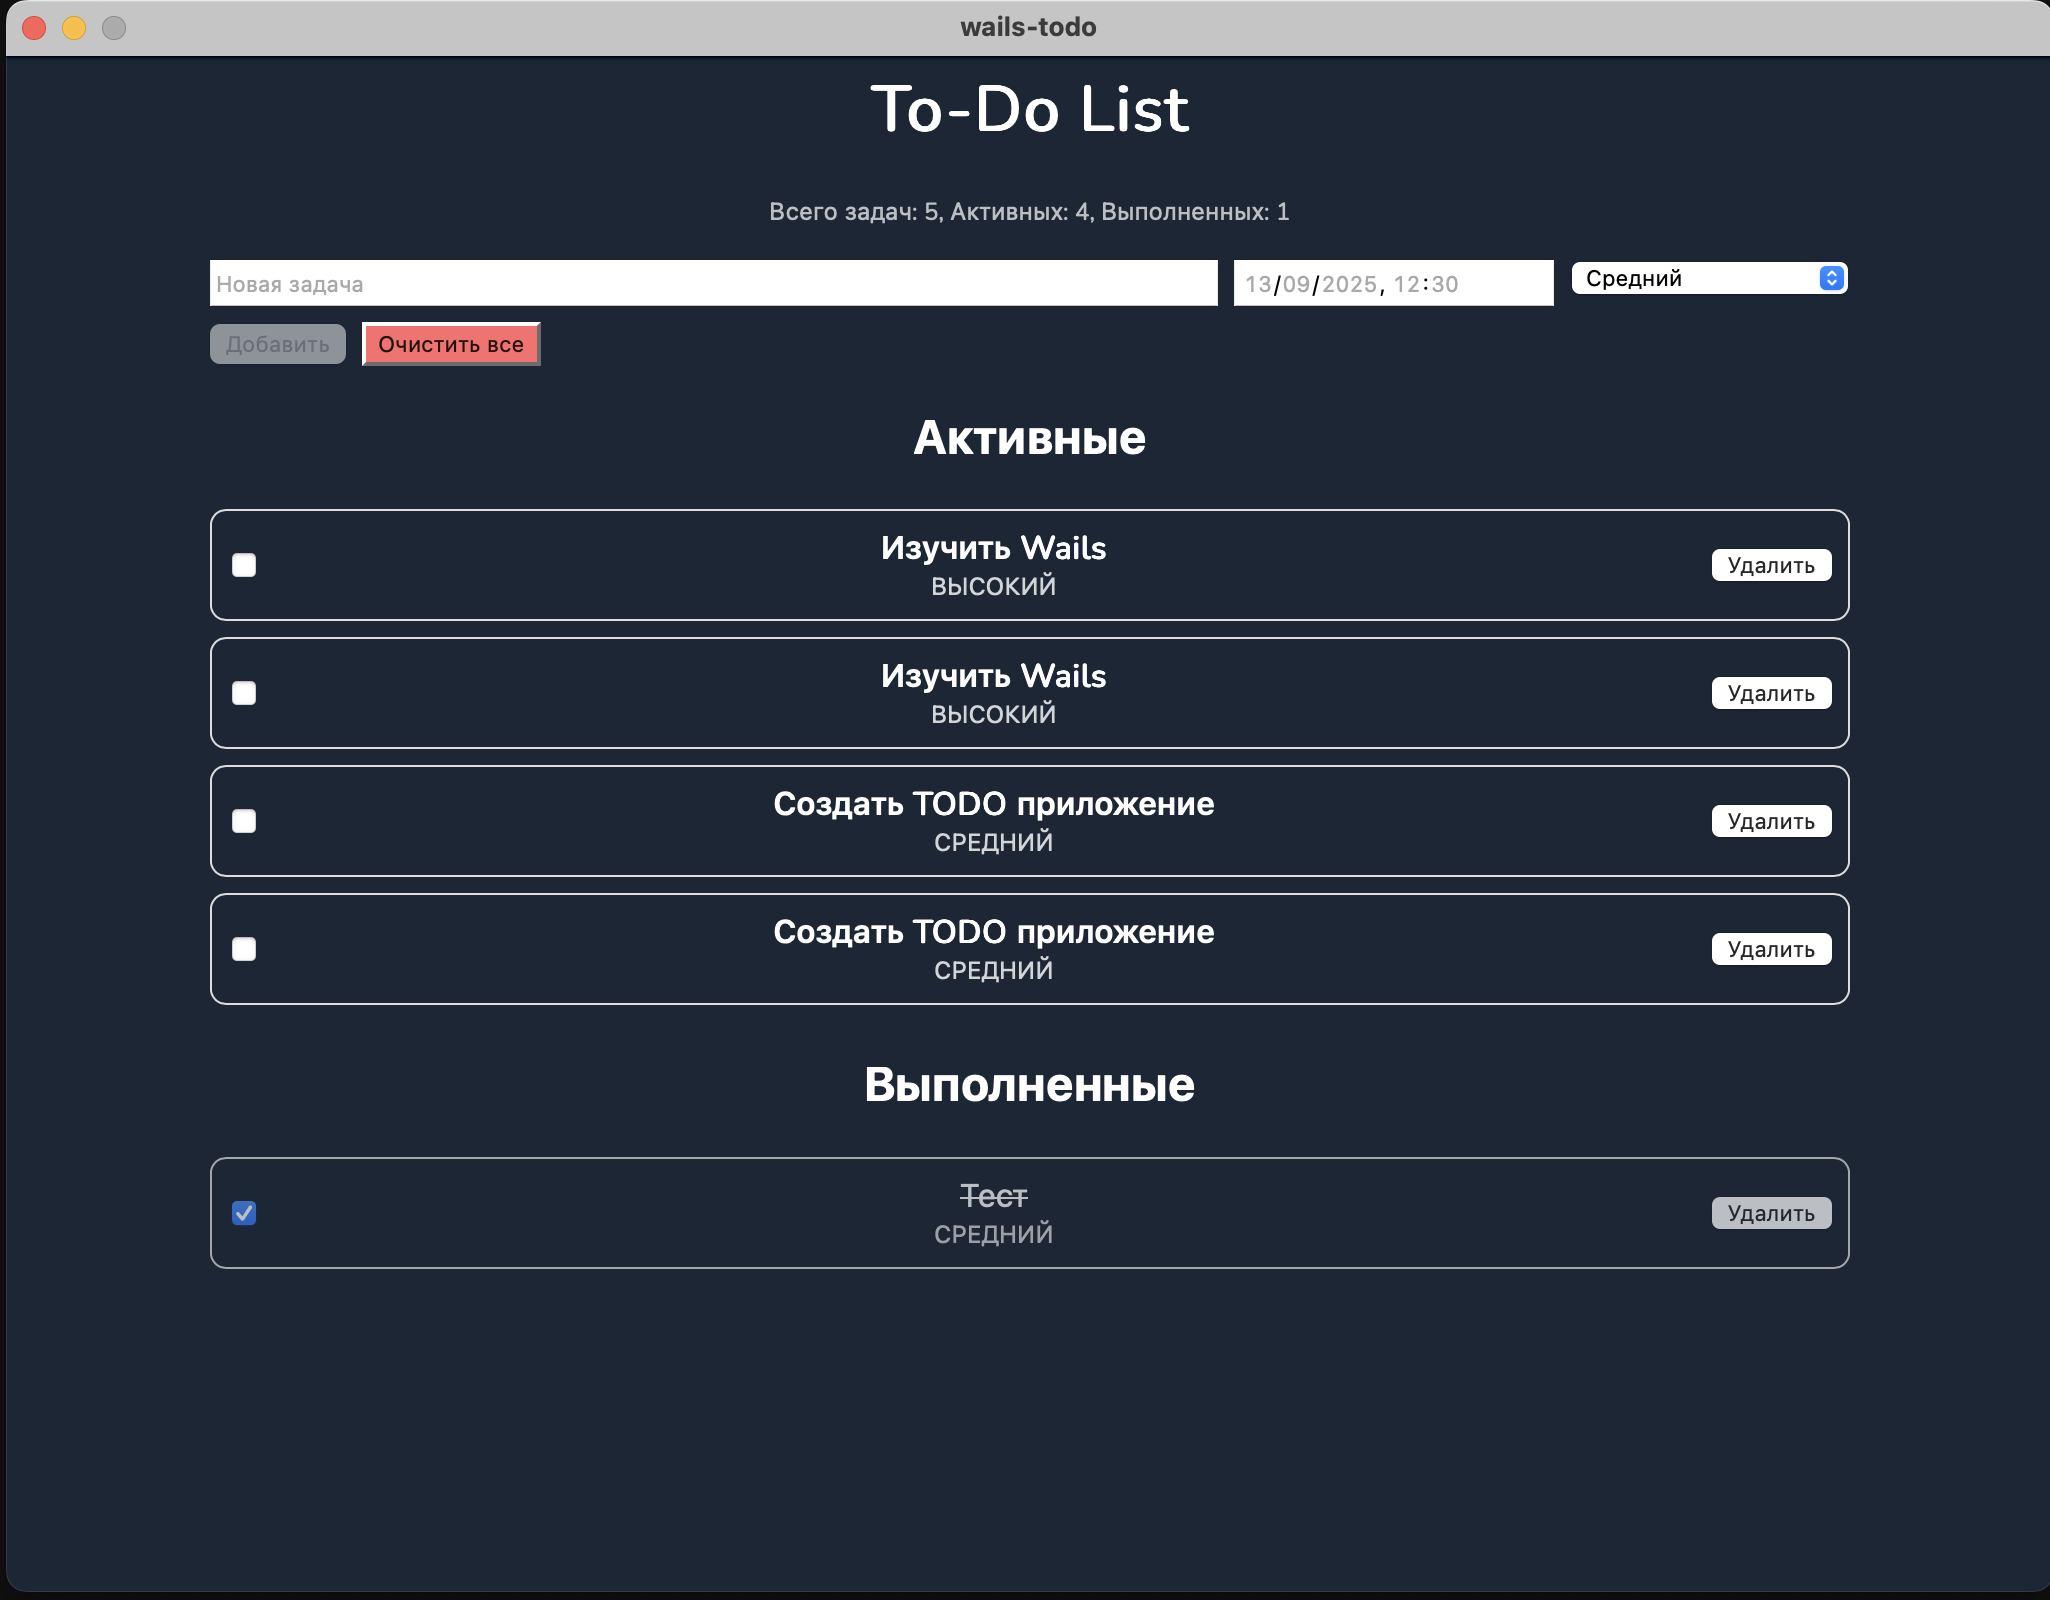 wails-todo
To-Do List
Всего задач: 5, Активных: 4, Выполненных: 1
Новая задача
13/09/2025, 12:30
Средний
Добавить
Очистить все
Активные
Изучить Wails
ВЫСОКИЙ
Удалить
Изучить Wails
ВЫСОКИЙ
Удалить
Создать TODO приложение
СРЕДНИЙ
Удалить
Создать TODO приложение
СРЕДНИЙ
Удалить
Выполненные
Тест
СРЕДНИЙ
Удалить